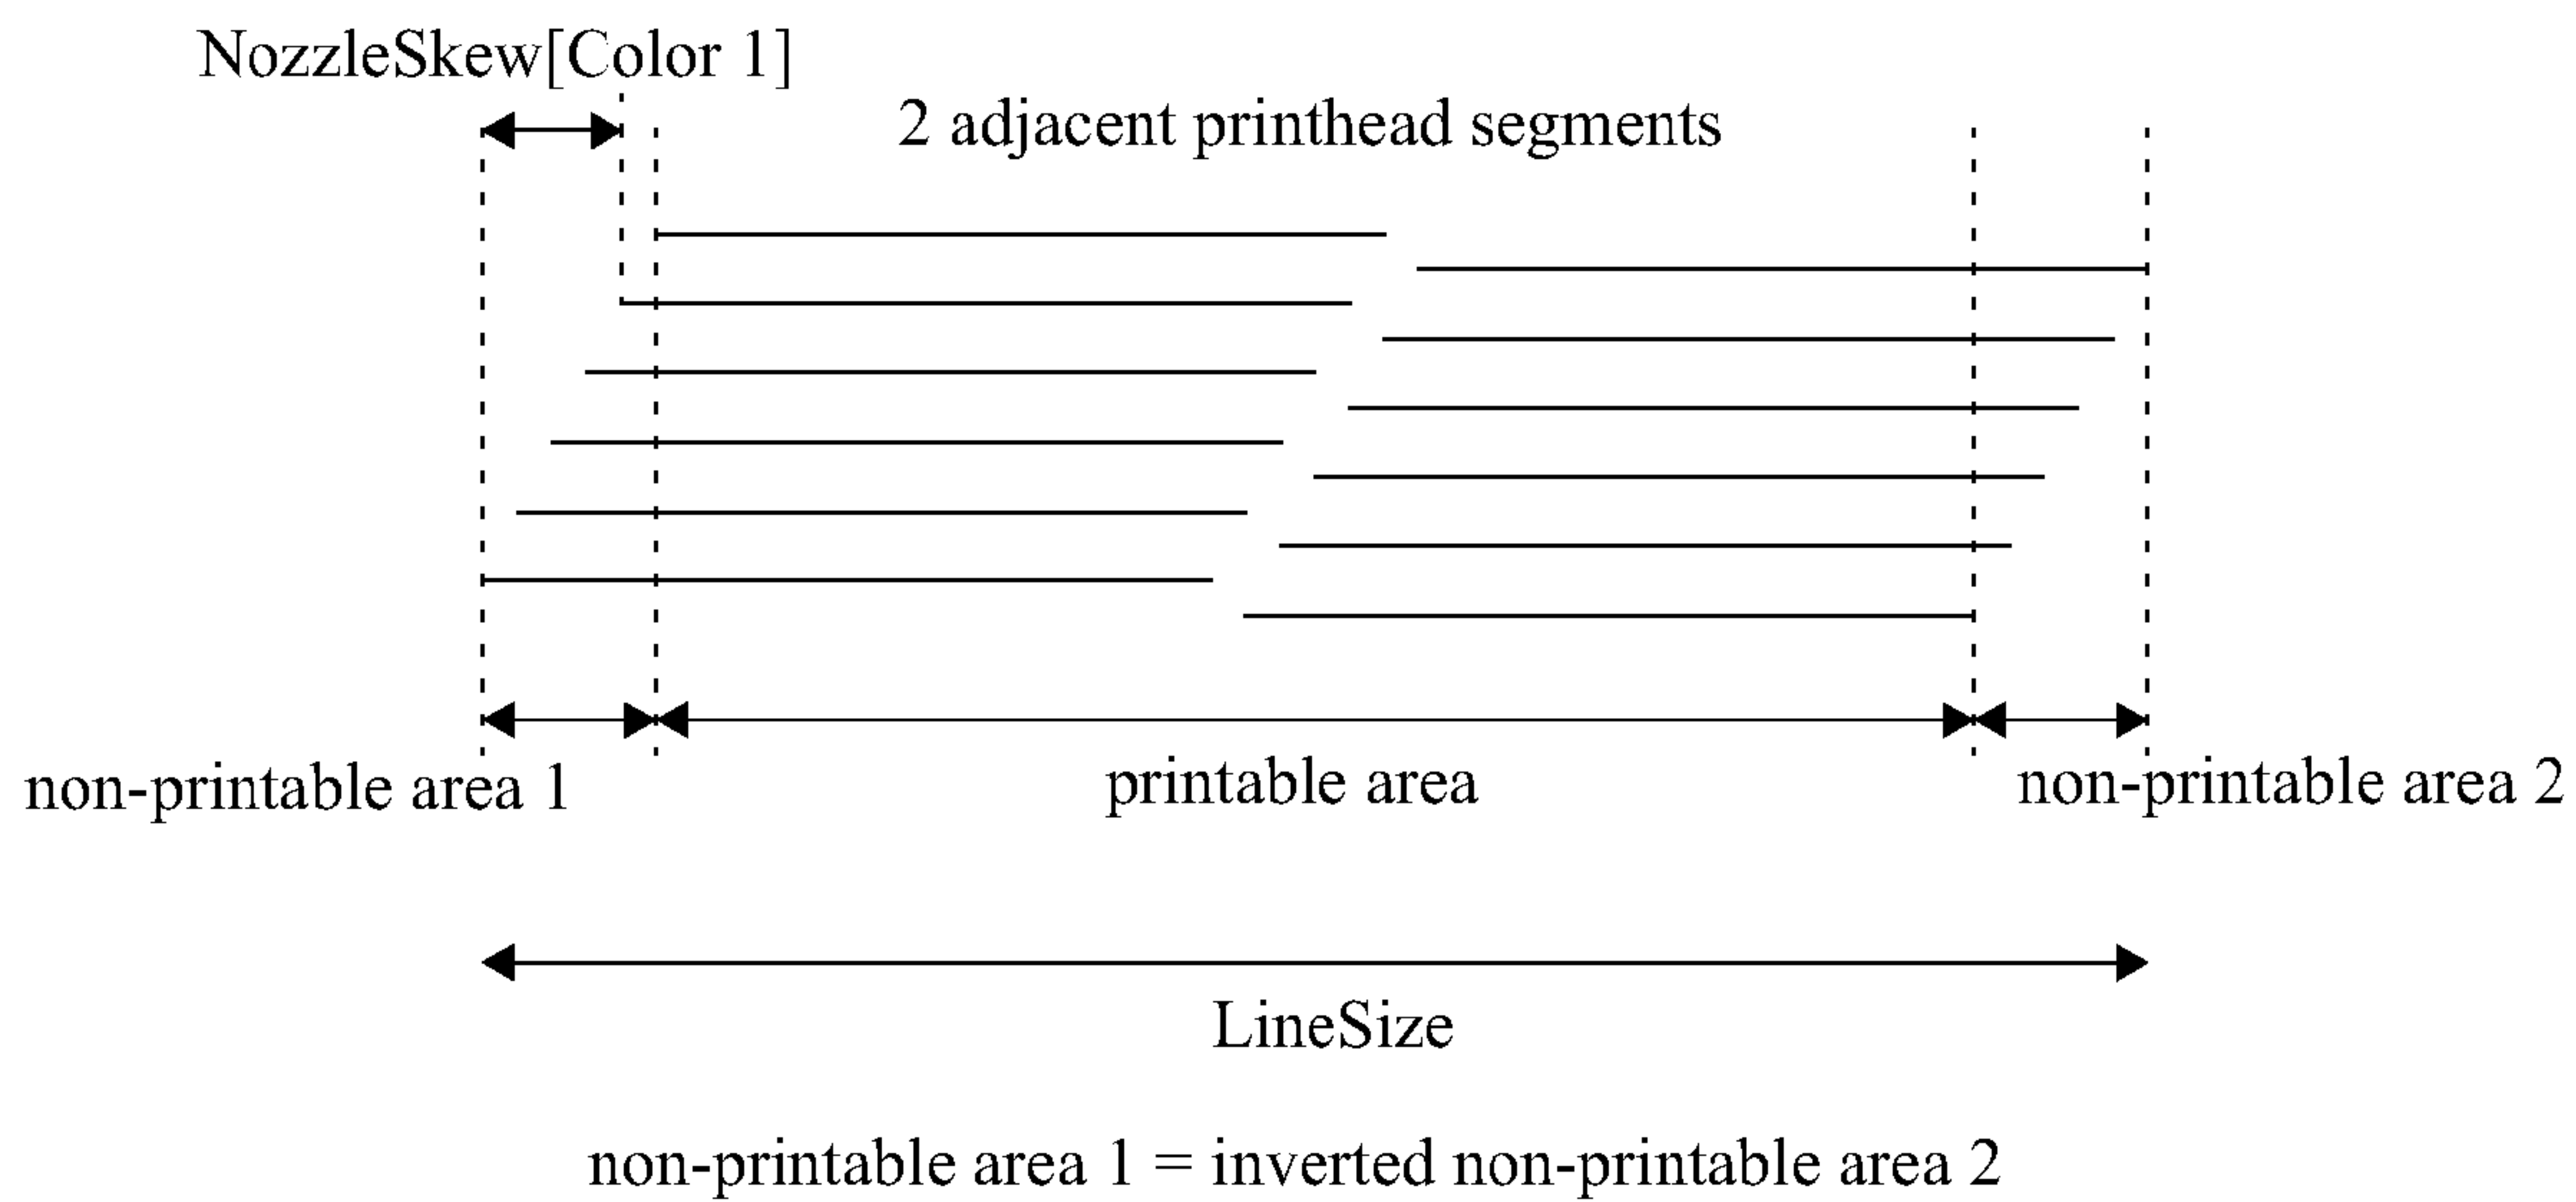 NozzleSkew[Color 1]
2 adjacent printhead segments
non-printable area 1
printable area
non-printable area 2
LineSize
non-printable area 1 = inverted non-printable area 2